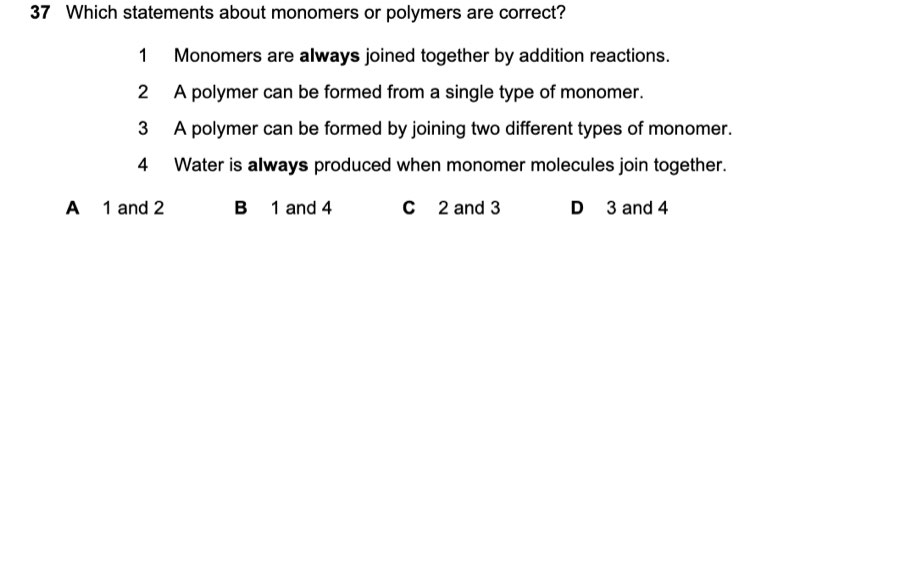 37 Which statements about monomers or polymers are correct?
1 Monomers are always joined together by addition reactions.
2 A polymer can be formed from a single type of monomer.
3 A polymer can be formed by joining two different types of monomer.
4 Water is always produced when monomer molecules join together.
A 1 and 2 B 1 and 4 C 2 and 3 D 3 and 4